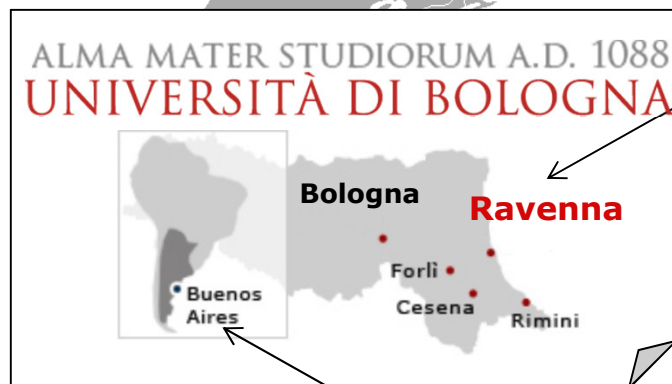 ALMA MATER STUDIORUM A.D. 1088
UNIVERSITÀ DI BOLOGNA
Bologna
Ravenna
Forlì
Cesena
Rimini
Buenos
Aires